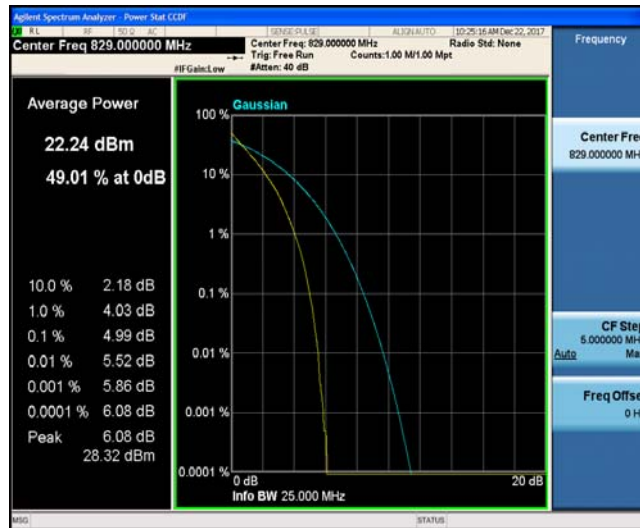 Agilent Spectrum Analyzer - Power Stat CCDF
RL RF 50 Ω AC SENSE:PULSE ALIGN AUTO 10:25:16 AM Dec 22, 2017
Center Freq 829.000000 MHz
Center Freq: 829.000000 MHz Radio Std: None
Trig: Free Run Counts:1.00 M/1.00 Mpt
#IFGain:Low #Atten: 40 dB
Frequency
Average Power
22.24 dBm
49.01 % at 0dB
10.0 % 2.18 dB
1.0 % 4.03 dB
0.1 % 4.99 dB
0.01 % 5.52 dB
0.001 % 5.86 dB
0.0001 % 6.08 dB
Peak 6.08 dB
28.32 dBm
Gaussian
100 %
10 %
1 %
0.1 %
0.01 %
0.001 %
0.0001 %
0 dB 20 dB
Info BW 25.000 MHz
Center Fre
829.000000 MH
CF Step
5.000000 MH
Auto Ma
Freq Offse
0 H
MSG STATUS